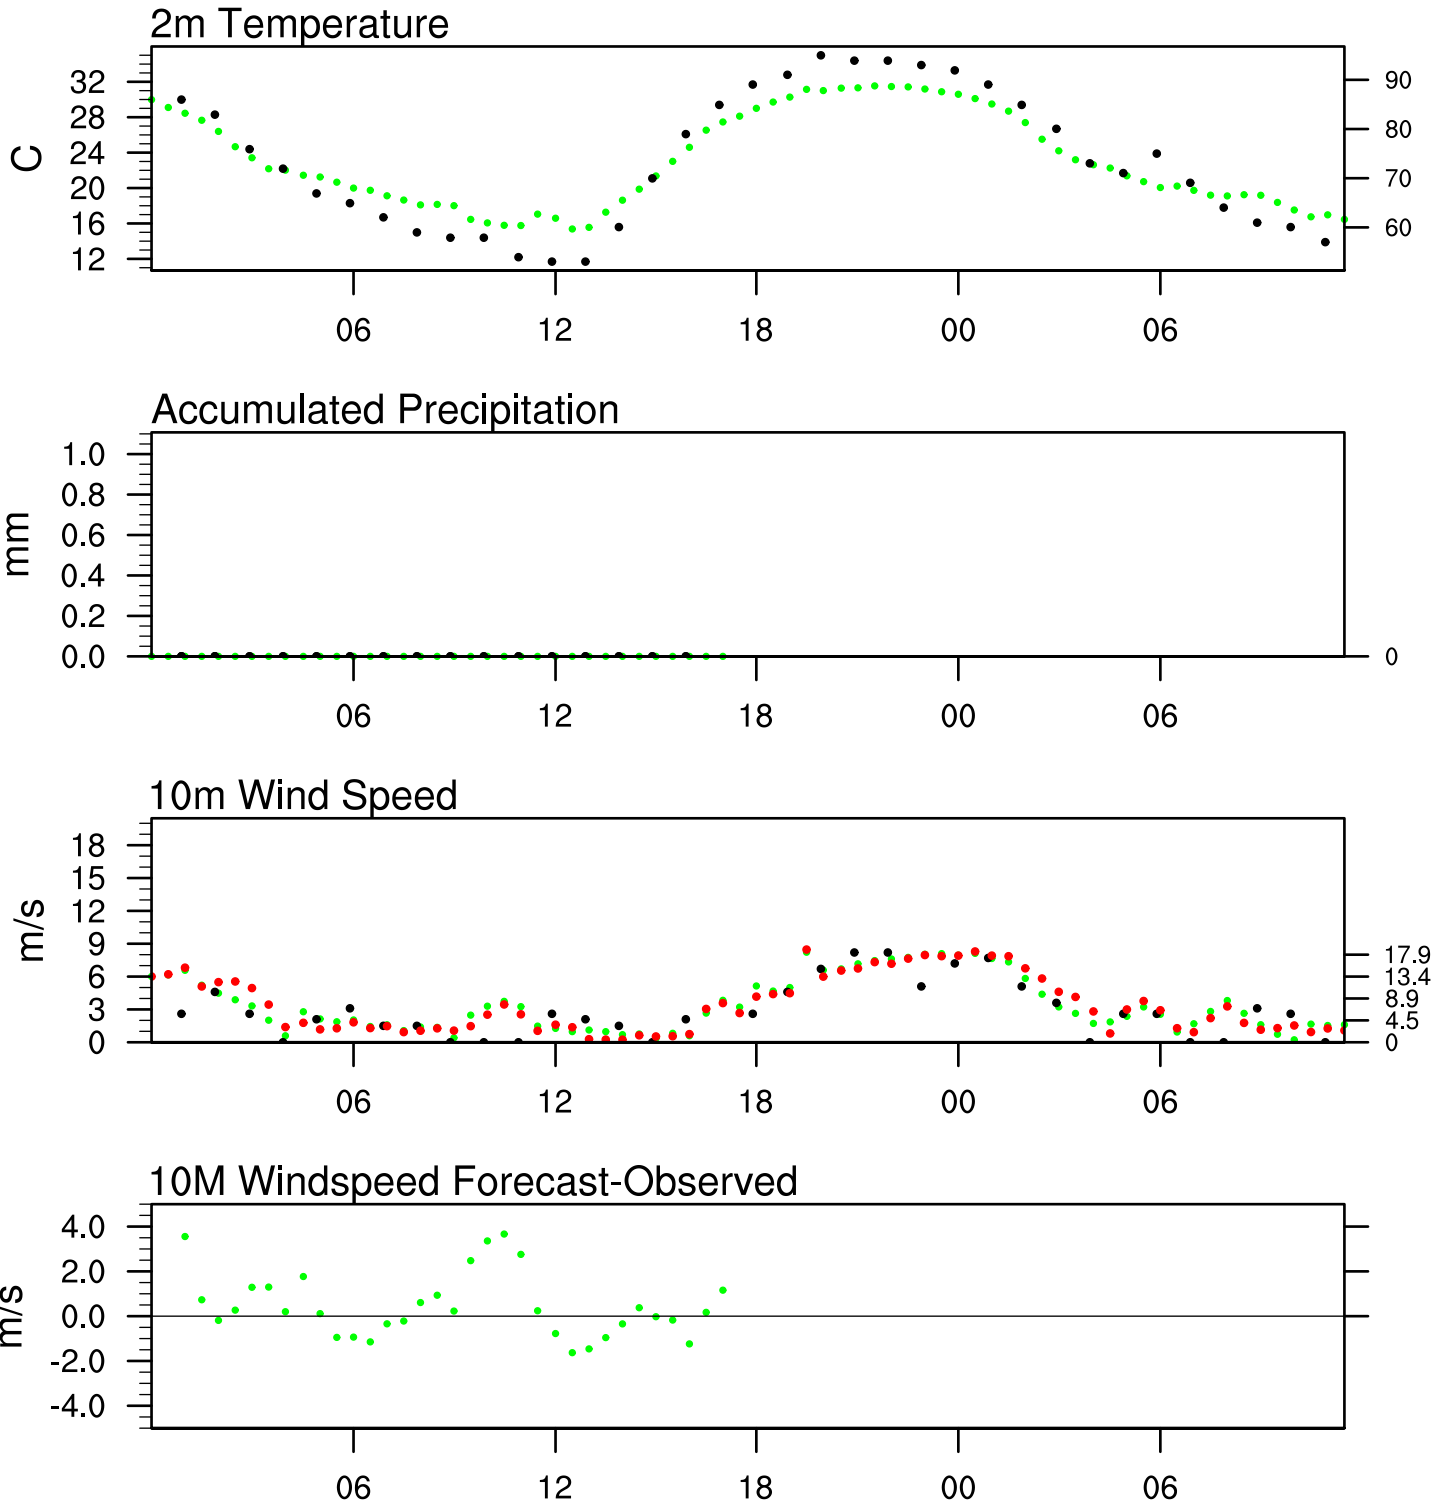 2m Temperature
32
28
24
20
16
12
C
90
80
70
60
06 12 18 00 06
Accumulated Precipitation
1.0
0.8
0.6
0.4
0.2
0.0
mm
0
06 12 18 00 06
10m Wind Speed
18
15
12
9
6
3
0
m/s
17.9
13.4
8.9
4.5
0
06 12 18 00 06
10M Windspeed Forecast-Observed
4.0
2.0
0.0
-2.0
-4.0
m/s
06 12 18 00 06